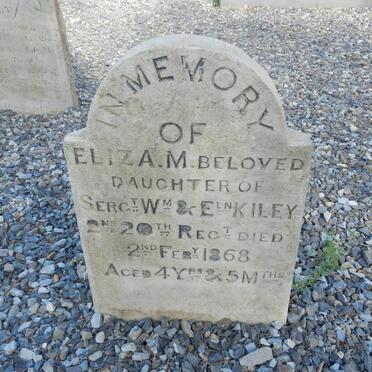 IN MEMORY
OF
ELIZA.M. BELOVED
DAUGHTER OF
SERGT WM & ELN KILEY
2ND 20TH REGT DIED
2ND FEBY 1868
AGED 4 YRS & 5 MTHS